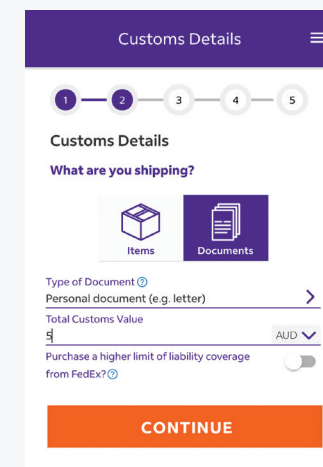 Customs Details
1 2 3 4 5
Customs Details
What are you shipping?
Items Documents
Type of Document ?
Personal document (e.g. letter)
Total Customs Value
5 AUD
Purchase a higher limit of liability coverage
from FedEx? ?
CONTINUE